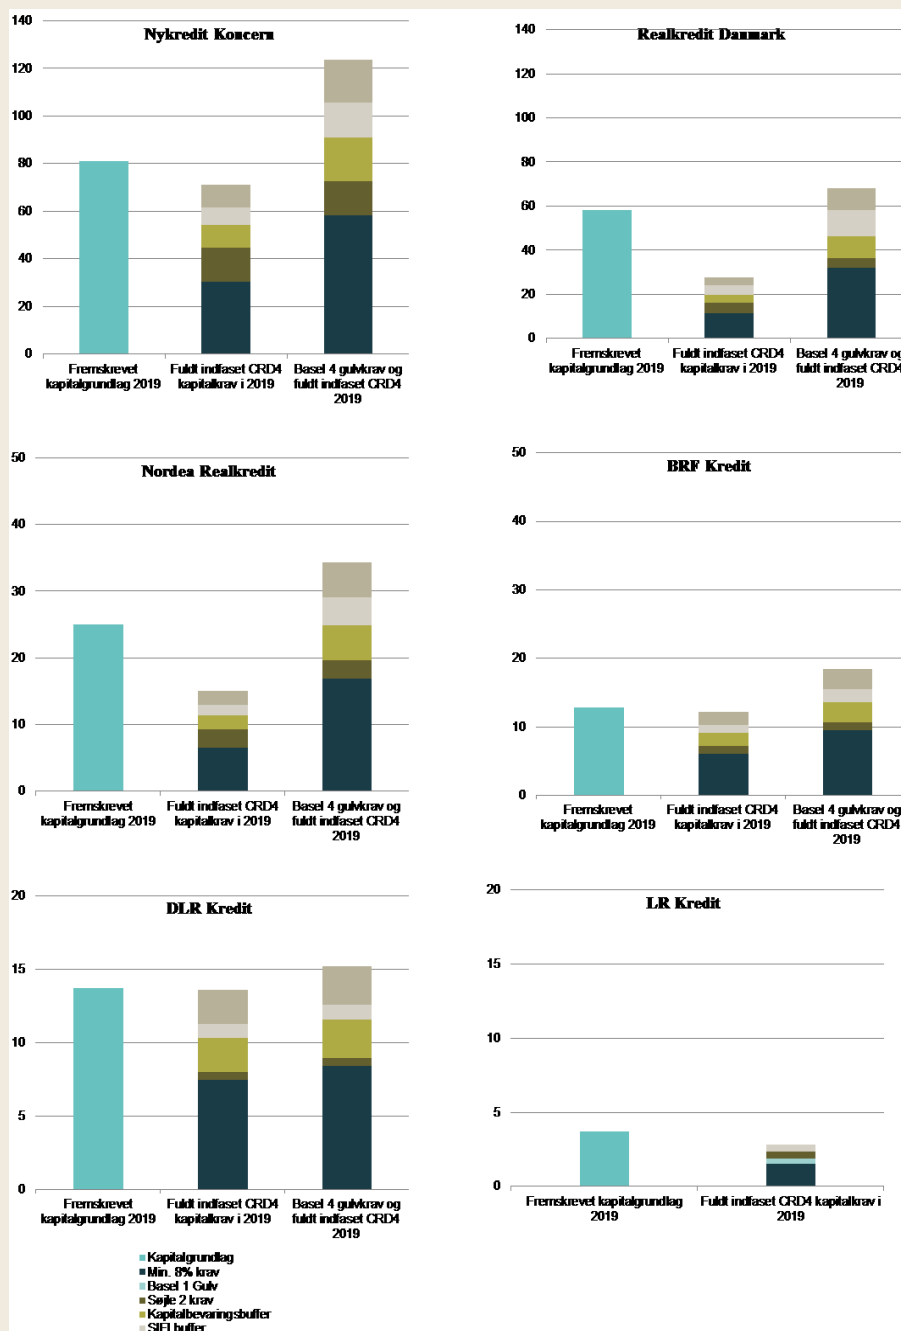 Nykredit Koncern
140
120
100
80
60
40
20
0
Fremskrevet
kapitalgrundlag 2019
Fuldt indfaset CRD4
kapitalkrav i 2019
Basel 4 gulvkrav og
fuldt indfaset CRD4
2019
Realkredit Danmark
140
120
100
80
60
40
20
0
Fremskrevet
kapitalgrundlag 2019
Fuldt indfaset CRD4
kapitalkrav i 2019
Basel 4 gulvkrav og
fuldt indfaset CRD4
2019
Nordea Realkredit
50
40
30
20
10
0
Fremskrevet
kapitalgrundlag 2019
Fuldt indfaset CRD4
kapitalkrav i 2019
Basel 4 gulvkrav og
fuldt indfaset CRD4
2019
BRF Kredit
50
40
30
20
10
0
Fremskrevet
kapitalgrundlag 2019
Fuldt indfaset CRD4
kapitalkrav i 2019
Basel 4 gulvkrav og
fuldt indfaset CRD4
2019
DLR Kredit
20
15
10
5
0
Fremskrevet
kapitalgrundlag 2019
Fuldt indfaset CRD4
kapitalkrav i 2019
Basel 4 gulvkrav og
fuldt indfaset CRD4
2019
LR Kredit
20
15
10
5
0
Fremskrevet kapitalgrundlag
2019
Fuldt indfaset CRD4 kapitalkrav i
2019
Kapitalgrundlag
Min. 8% krav
Basel 1 Gulv
Søjle 2 krav
Kapitalbevaringsbuffer
SIFI buffer